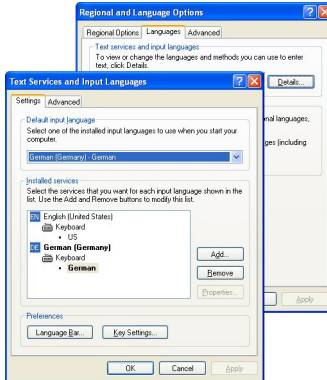 Regional and Language Options
Regional Options Languages Advanced
Text services and input languages
To view or change the languages and methods you can use to enter
text, click Details.
Details...
nal languages,
ges (including
Apply
Text Services and Input Languages
Settings Advanced
Default input language
Select one of the installed input languages to use when you start your
computer.
German (Germany) - German
Installed services
Select the services that you want for each input language shown in the
list. Use the Add and Remove buttons to modify this list.
EN English (United States)
Keyboard
• US
DE German (Germany)
Keyboard
• German
Add...
Remove
Properties...
Preferences
Language Bar... Key Settings...
OK Cancel Apply